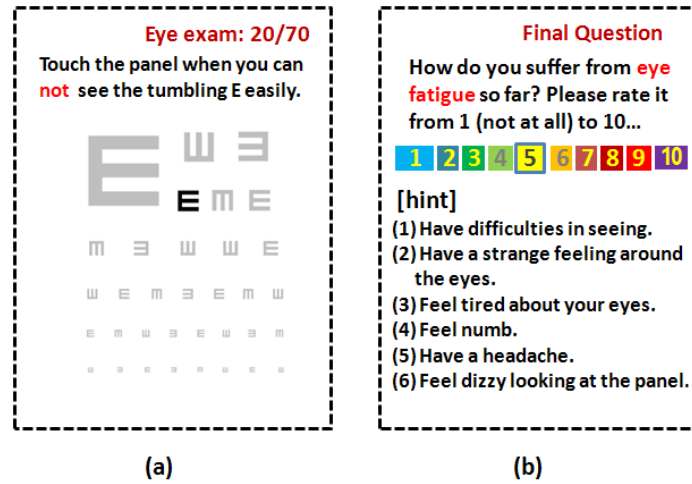 Eye exam: 20/70
Touch the panel when you can
not see the tumbling E easily.
E
E
(a)
Final Question
How do you suffer from eye
fatigue so far? Please rate it
from 1 (not at all) to 10...
1 2 3 4 5 6 7 8 9 10
[hint]
(1) Have difficulties in seeing.
(2) Have a strange feeling around
the eyes.
(3) Feel tired about your eyes.
(4) Feel numb.
(5) Have a headache.
(6) Feel dizzy looking at the panel.
(b)